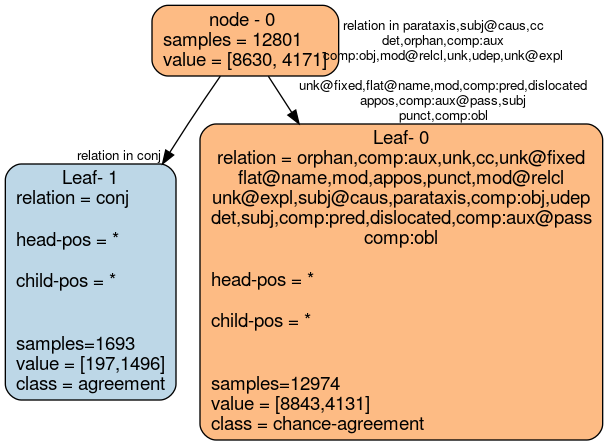 node - 0
samples = 12801
value = [8630, 4171]
relation in parataxis,subj@caus,cc
det,orphan,comp:aux
comp:obj,mod@relcl,unk,udep,unk@expl
unk@fixed,flat@name,mod,comp:pred,dislocated
appos,comp:aux@pass,subj
punct,comp:obl
relation in conj
Leaf- 1
relation = conj
head-pos = *
child-pos = *
samples=1693
value = [197,1496]
class = agreement
Leaf- 0
relation = orphan,comp:aux,unk,cc,unk@fixed
flat@name,mod,appos,punct,mod@relcl
unk@expl,subj@caus,parataxis,comp:obj,udep
det,subj,comp:pred,dislocated,comp:aux@pass
comp:obl
head-pos = *
child-pos = *
samples=12974
value = [8843,4131]
class = chance-agreement